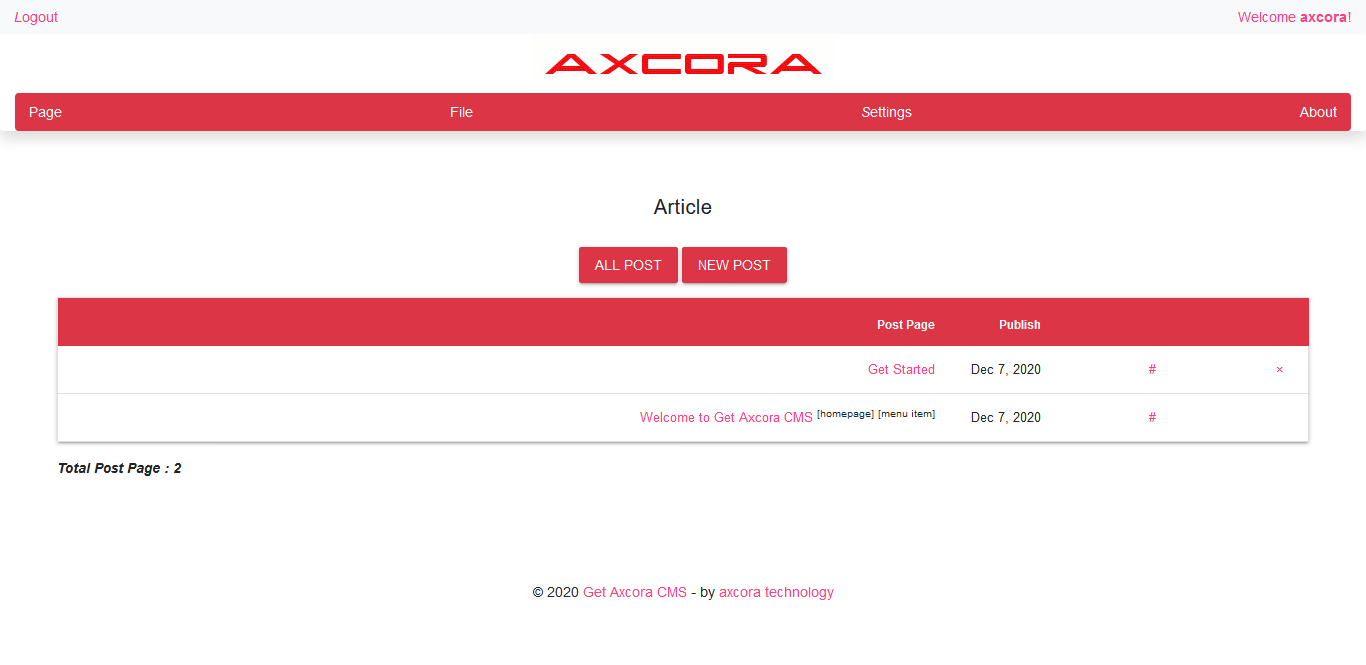 Logout Welcome axcora!
AXCORA
Page File Settings About
Article
ALL POST NEW POST
Post Page Publish
Get Started Dec 7, 2020 # ×
Welcome to Get Axcora CMS [homepage] [menu item] Dec 7, 2020 #
Total Post Page : 2
© 2020 Get Axcora CMS - by axcora technology